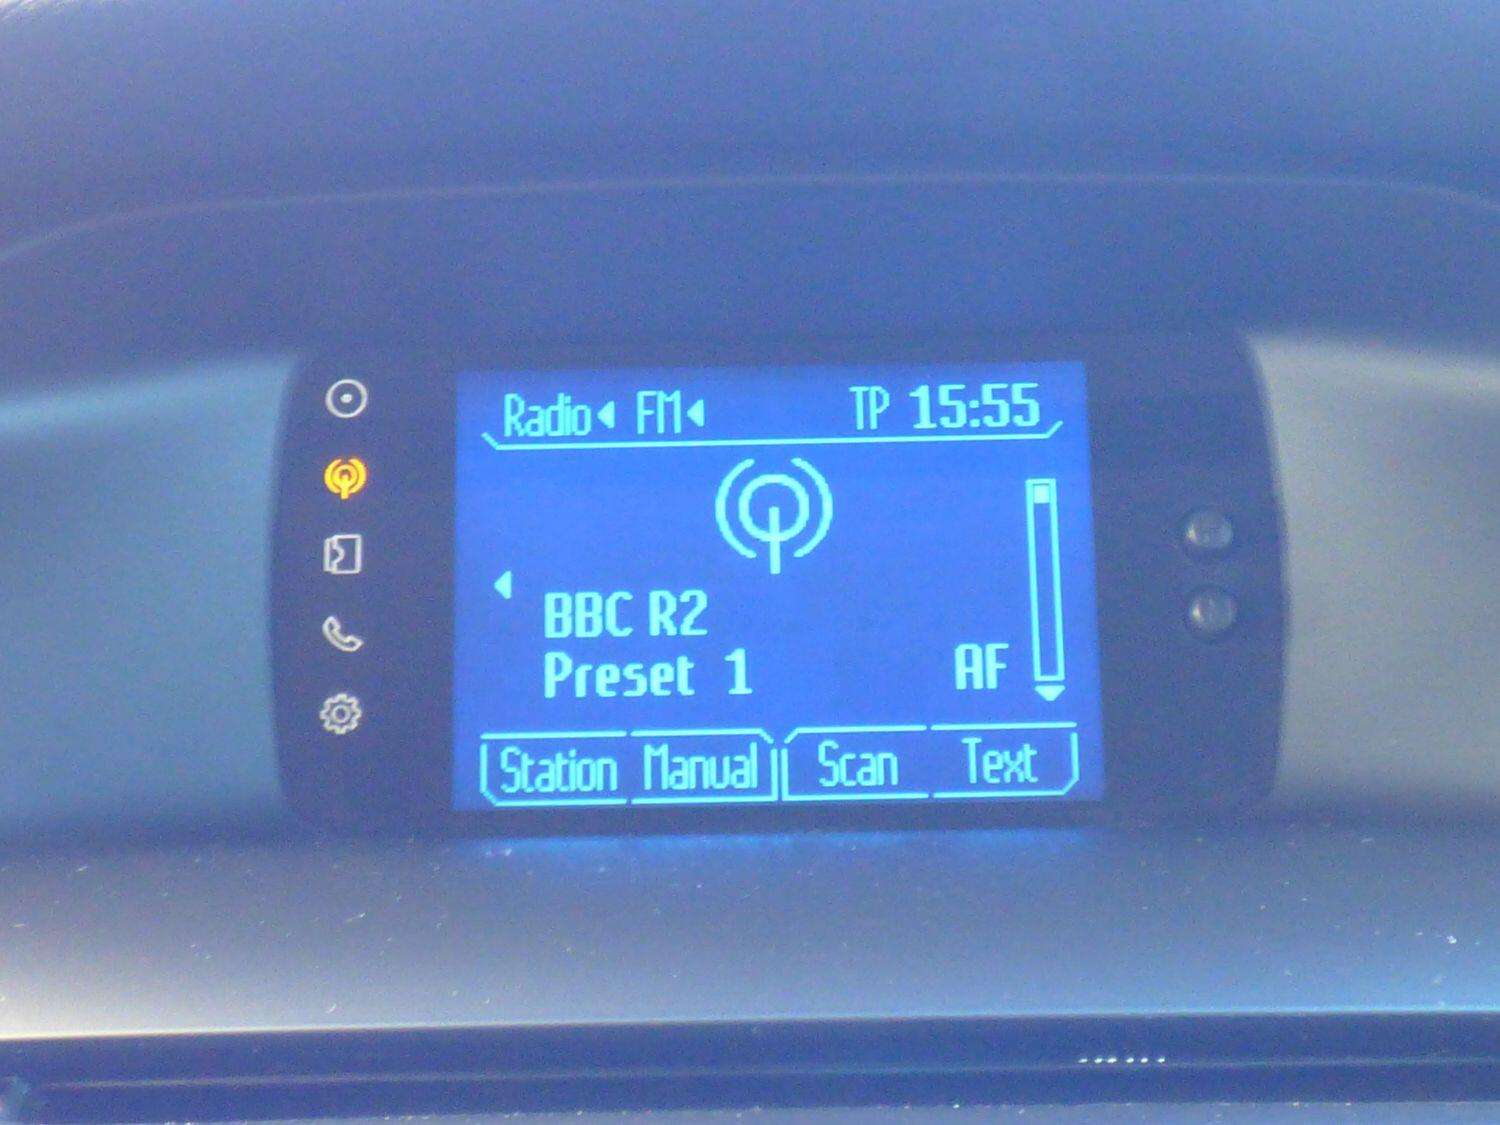 Radio FM TP 15:55
BBC R2
Preset 1 AF
Station Manual Scan Text